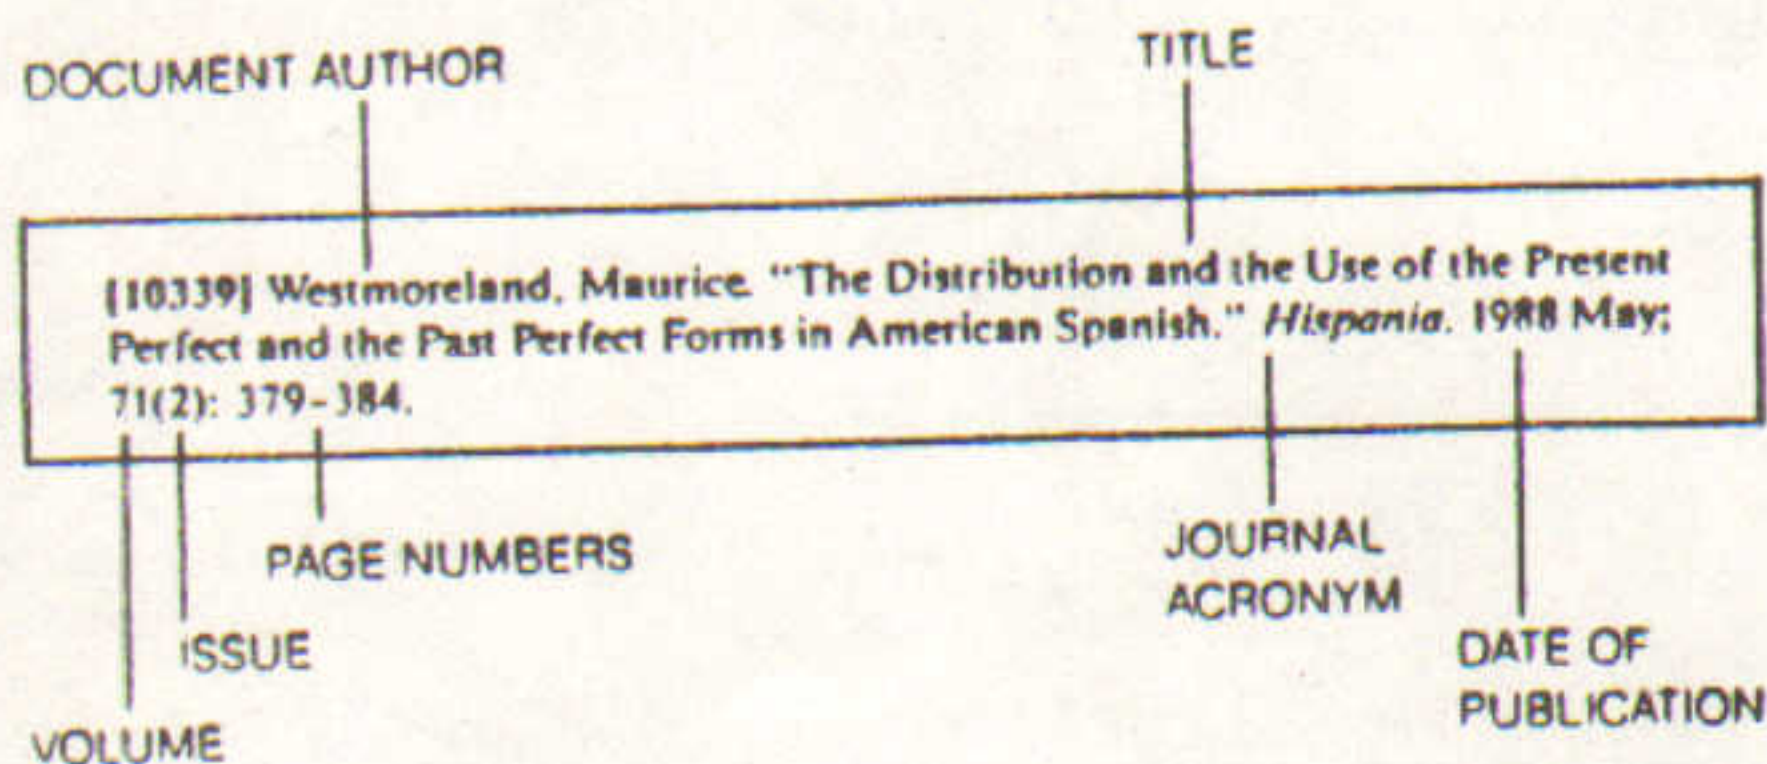 DOCUMENT AUTHOR
TITLE
[10339] Westmoreland, Maurice. "The Distribution and the Use of the Present
Perfect and the Past Perfect Forms in American Spanish." Hispania. 1988 May;
71(2): 379-384.
PAGE NUMBERS
JOURNAL
ACRONYM
ISSUE
DATE OF
PUBLICATION
VOLUME